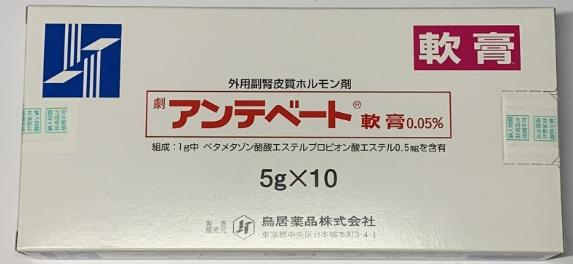 軟膏
外用副腎皮質ホルモン剤
劇 アンテベート® 軟膏0.05%
組成:1g中 ベタメタゾン酪酸エステルプロピオン酸エステル0.5mgを含有
5g×10
製造
販売元 鳥居薬品株式会社
東京都中央区日本橋本町3-4-1